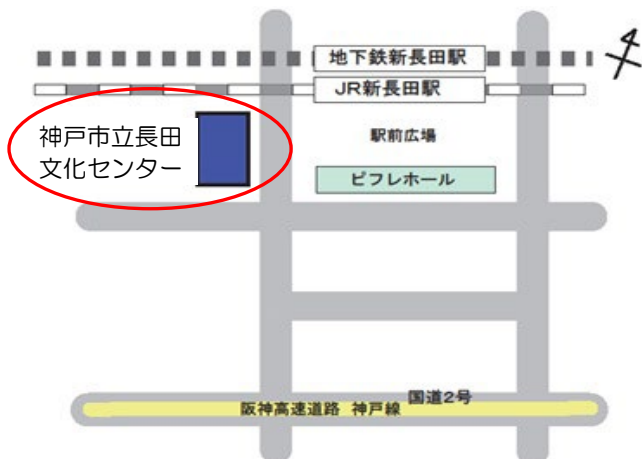 地下鉄新長田駅
JR新長田駅
神戸市立長田
文化センター
駅前広場
ピフレホール
国道2号
阪神高速道路 神戸線